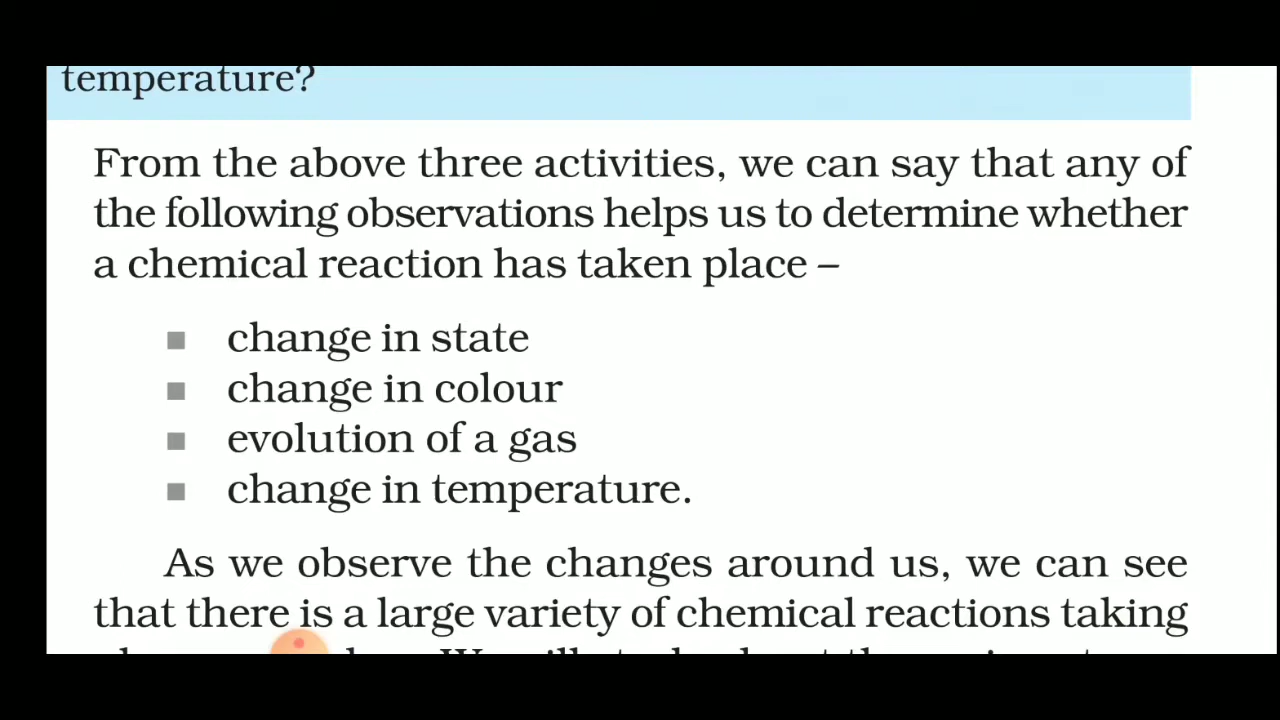 temperature?
From the above three activities, we can say that any of
the following observations helps us to determine whether
a chemical reaction has taken place –
■ change in state
■ change in colour
■ evolution of a gas
■ change in temperature.
As we observe the changes around us, we can see
that there is a large variety of chemical reactions taking